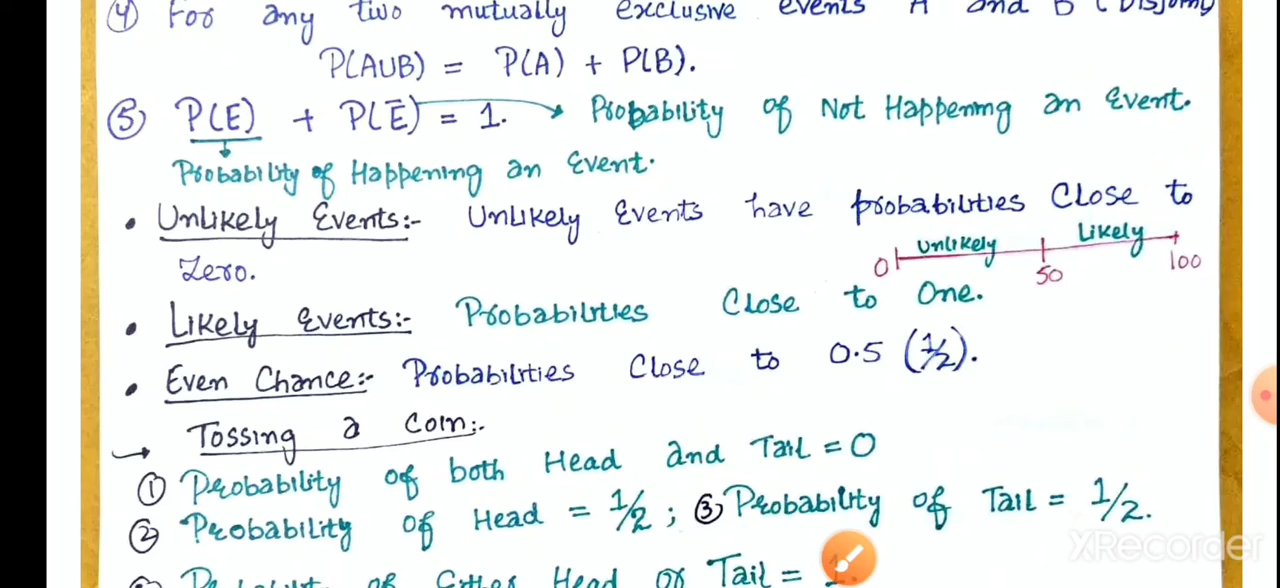 ④ For any two mutually exclusive events A and B (Disjoint)
P(AUB) = P(A) + P(B).
⑤ P(E) + P(E̅) = 1. → Probability of Not Happening an Event.
Probability of Happening an Event.
• Unlikely Events:- Unlikely Events have probabilities Close to
Zero.
0 Unlikely 50 Likely 100
• Likely Events:- Probabilities Close to One.
• Even Chance:- Probabilities Close to 0.5 (1/2).
→ Tossing a Coin:-
① Probability of both Head and Tail = 0
② Probability of Head = 1/2; ③ Probability of Tail = 1/2.
of Either Head or Tail = 1
XRecorder